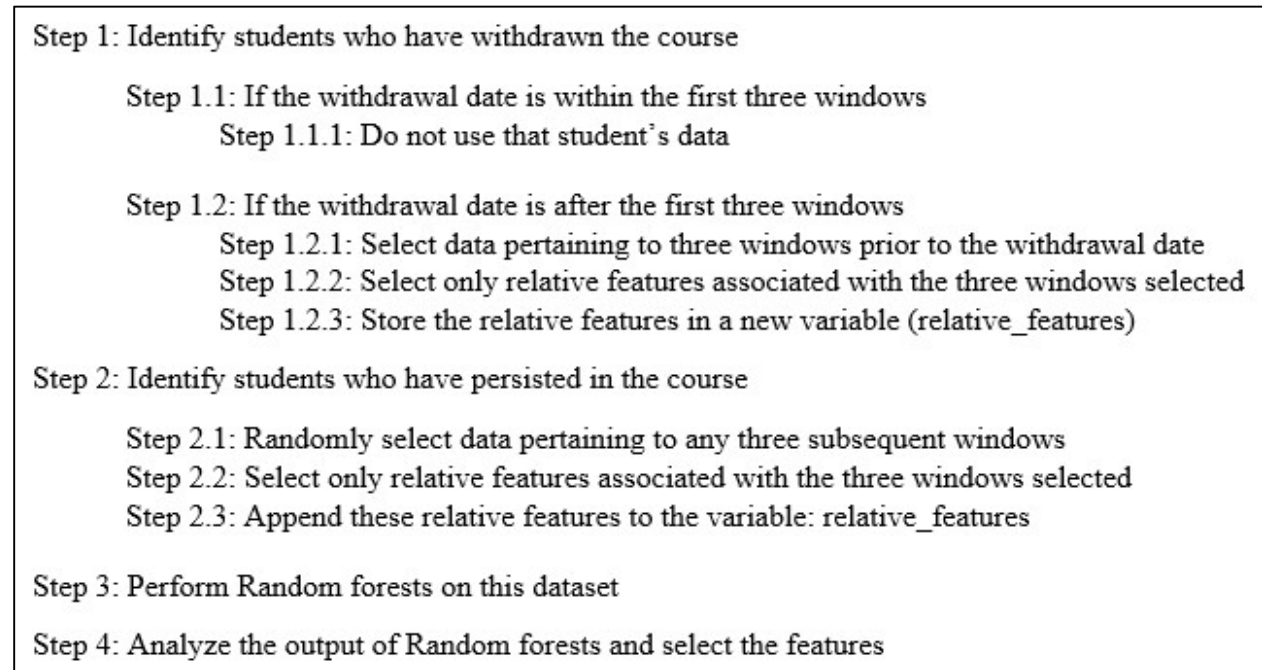 Step 1: Identify students who have withdrawn the course
Step 1.1: If the withdrawal date is within the first three windows
Step 1.1.1: Do not use that student's data
Step 1.2: If the withdrawal date is after the first three windows
Step 1.2.1: Select data pertaining to three windows prior to the withdrawal date
Step 1.2.2: Select only relative features associated with the three windows selected
Step 1.2.3: Store the relative features in a new variable (relative_features)
Step 2: Identify students who have persisted in the course
Step 2.1: Randomly select data pertaining to any three subsequent windows
Step 2.2: Select only relative features associated with the three windows selected
Step 2.3: Append these relative features to the variable: relative_features
Step 3: Perform Random forests on this dataset
Step 4: Analyze the output of Random forests and select the features